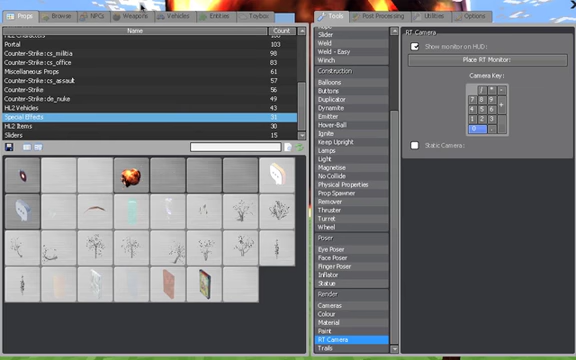 Props Browse NPCs Weapons Vehicles Entities Toybox
Name Count
HL2 Characters
Portal 103
Counter-Strike: cs_militia 98
Counter-Strike: cs_office 83
Miscellaneous Props 61
Counter-Strike: cs_assault 57
Counter-Strike 56
Counter-Strike: de_nuke 49
HL2 Vehicles 43
Special Effects 31
HL2 Items 30
Sliders 15
Tools Post Processing Utilities Options
Slider
Weld
Weld - Easy
Winch
Construction
Balloons
Buttons
Duplicator
Dynamite
Emitter
Hover-Ball
Ignite
Keep Upright
Lamps
Light
Magnetise
No Collide
Physical Properties
Prop Spawner
Remover
Thruster
Turret
Wheel
Poser
Eye Poser
Face Poser
Finger Poser
Inflator
Statue
Render
Cameras
Colour
Material
Paint
RT Camera
Trails
RT Camera
Show monitor on HUD:
Place RT Monitor:
Camera Key:
/ * -
7 8 9
+
4 5 6
1 2 3
0 .
Static Camera: